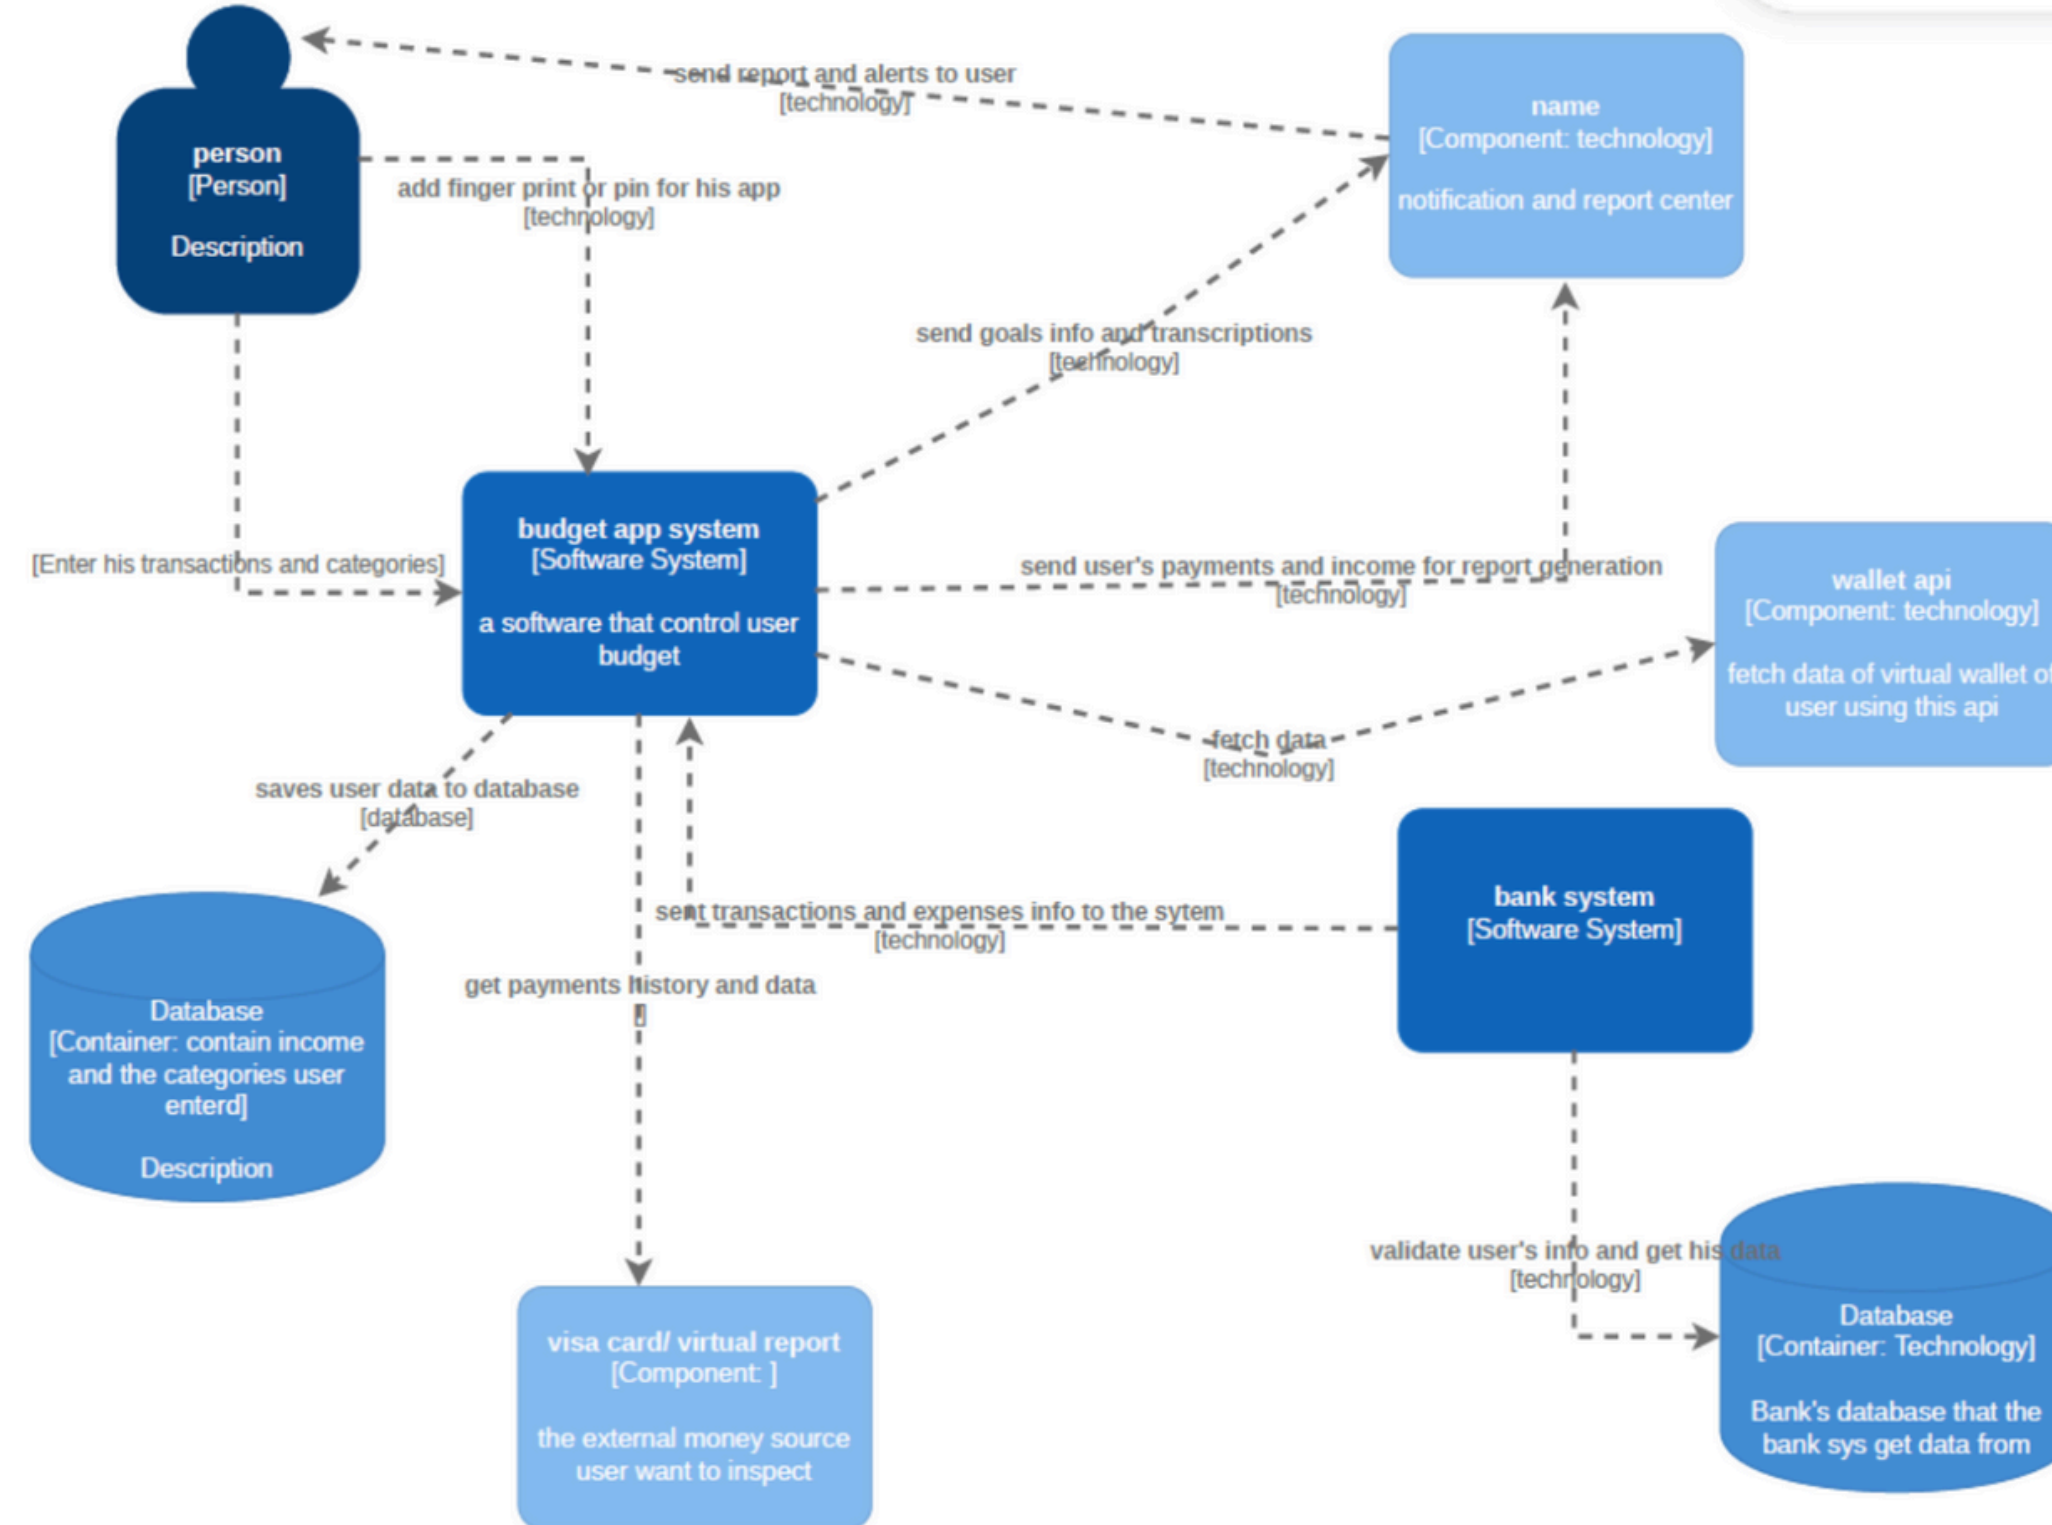 send report and alerts to user
[technology]
name
[Component: technology]
notification and report center
person
[Person]
Description
add finger print or pin for his app
[technology]
send goals info and transcriptions
[technology]
[Enter his transactions and categories]
budget app system
[Software System]
a software that control user
budget
send user's payments and income for report generation
[technology]
wallet api
[Component: technology]
fetch data of virtual wallet of
user using this api
fetch data
[technology]
saves user data to database
[database]
sent transactions and expenses info to the sytem
[technology]
bank system
[Software System]
get payments history and data
[]
Database
[Container: contain income
and the categories user
enterd]
Description
validate user's info and get his data
[technology]
visa card/ virtual report
[Component: ]
the external money source
user want to inspect
Database
[Container: Technology]
Bank's database that the
bank sys get data from